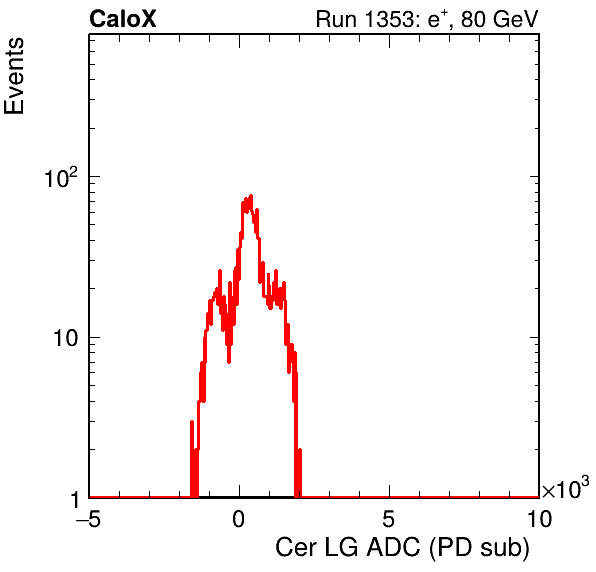 CaloX Run 1353: e⁺, 80 GeV
Events
10²
10
1
−5 0 5 10
×10³
Cer LG ADC (PD sub)